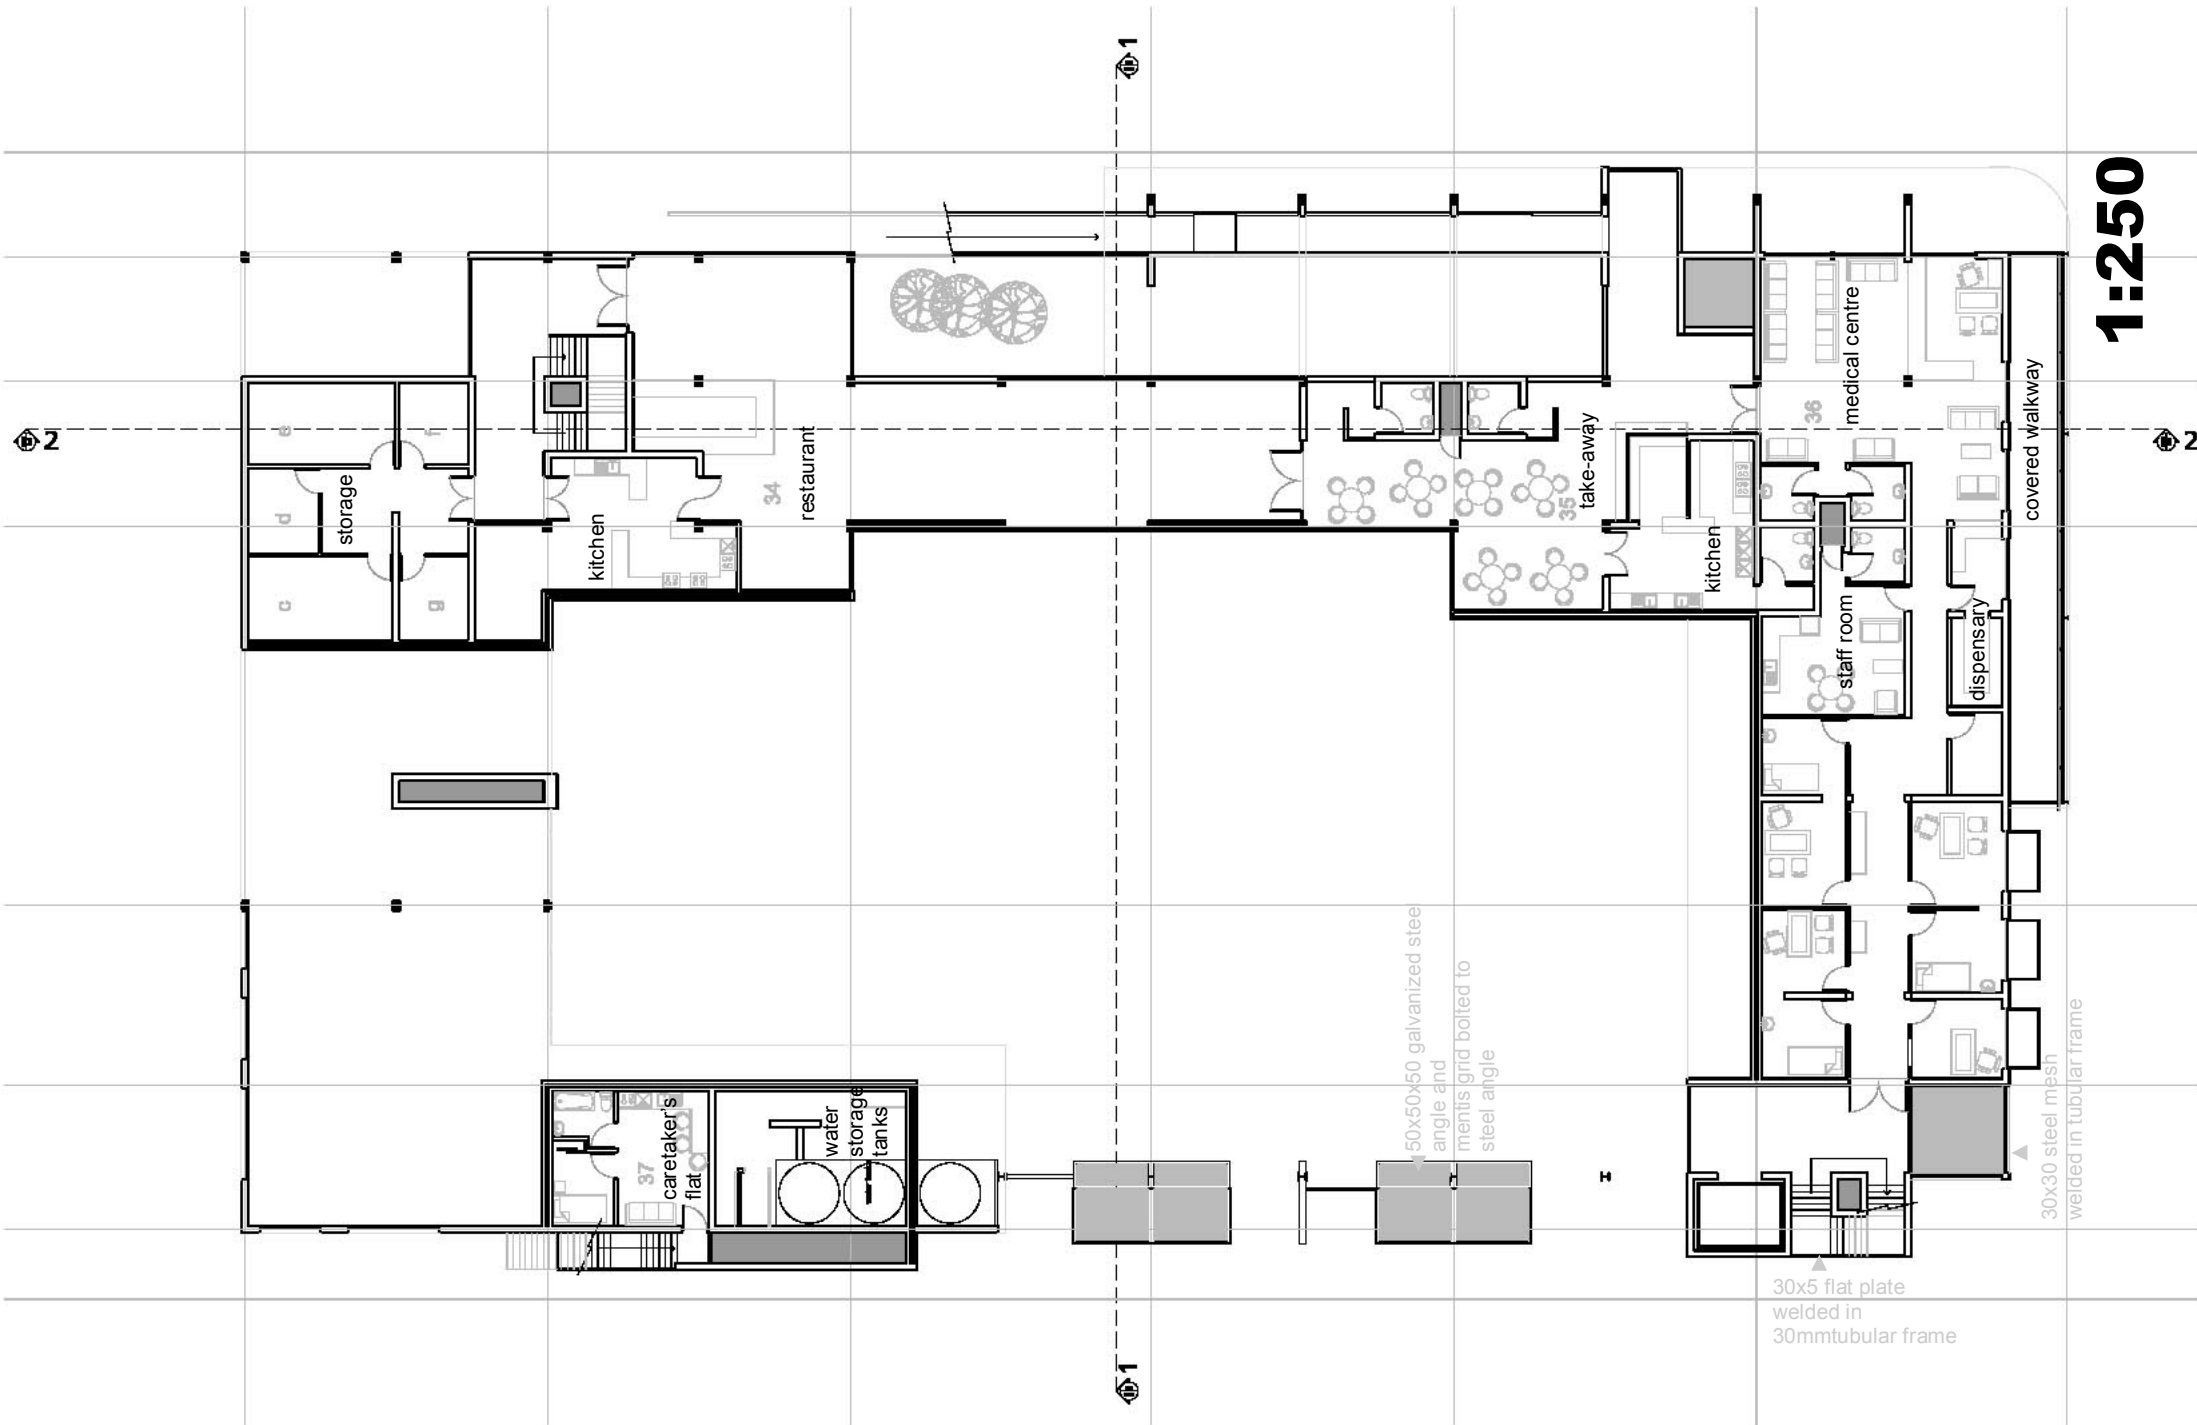 1
1:250
2
2
e
f
d
c
g
storage
kitchen
34
restaurant
35
take-away
kitchen
36
medical centre
covered walkway
staff room
dispensary
37
caretaker's
flat
water
storage
tanks
50x50x50 galvanized steel
angle and
mentis grid bolted to
steel angle
30x30 steel mesh
welded in tubular frame
30x5 flat plate
welded in
30mmtubular frame
1